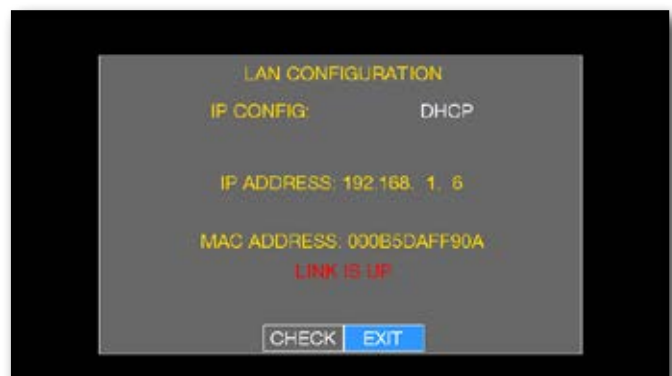 LAN CONFIGURATION
IP CONFIG: DHCP
IP ADDRESS: 192.168. 1. 6
MAC ADDRESS: 000B5DAFF90A
LINK IS UP
CHECK EXIT